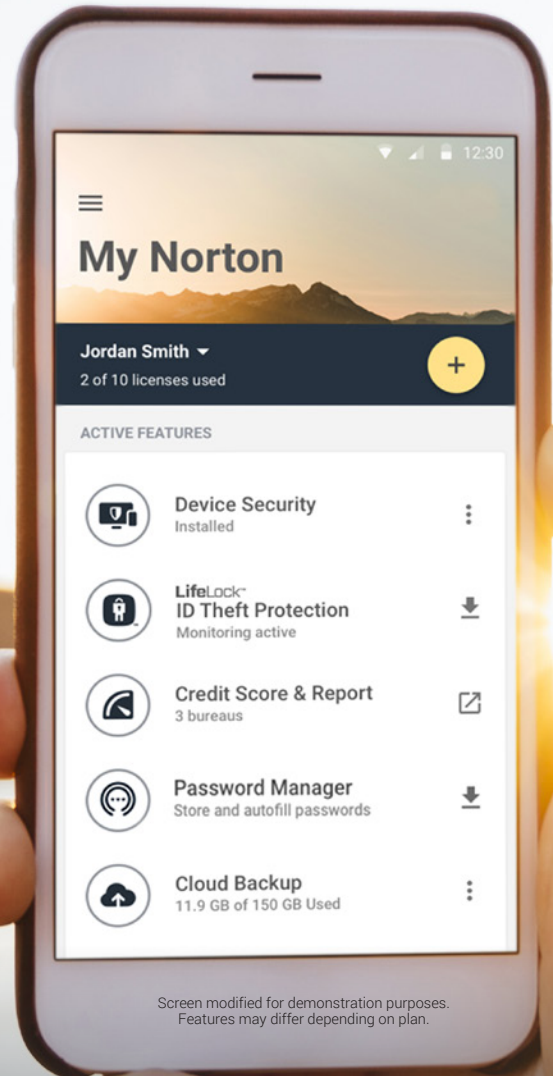 12:30
My Norton
Jordan Smith
2 of 10 licenses used
ACTIVE FEATURES
Device Security
Installed
LifeLock™
ID Theft Protection
Monitoring active
Credit Score & Report
3 bureaus
Password Manager
Store and autofill passwords
Cloud Backup
11.9 GB of 150 GB Used
Screen modified for demonstration purposes.
Features may differ depending on plan.